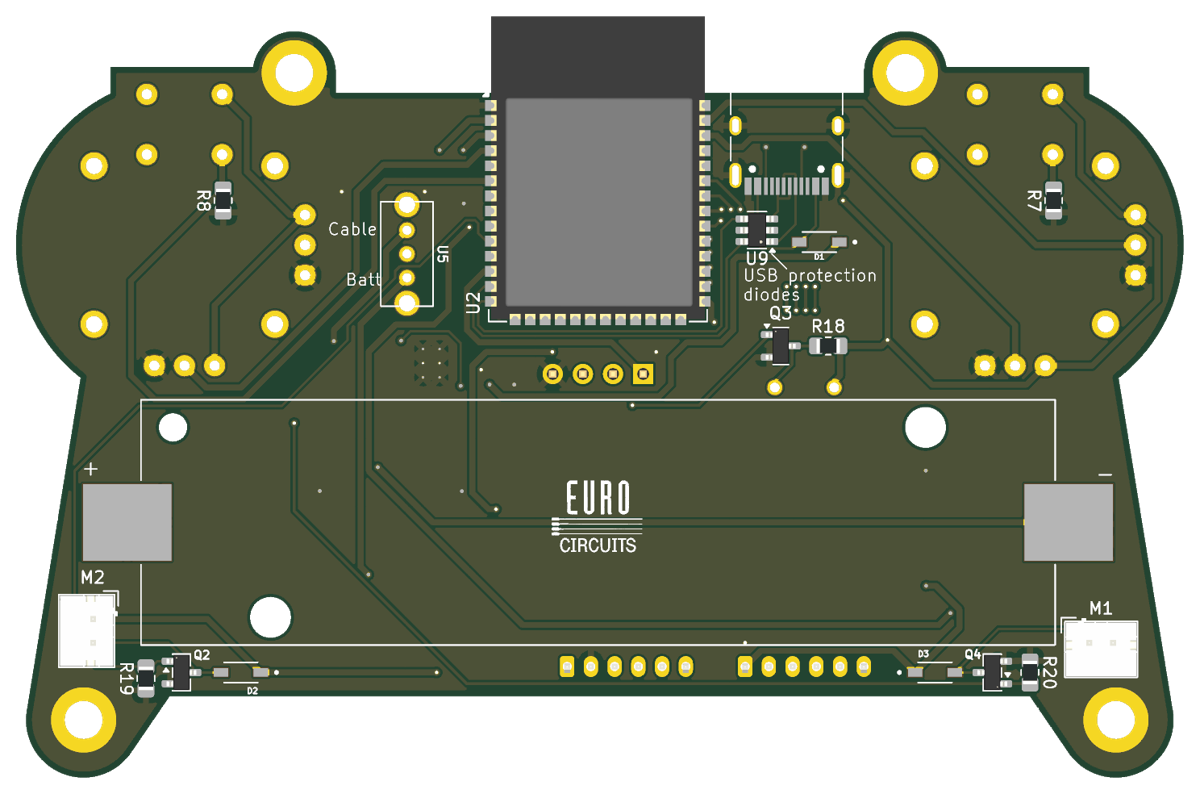 R8
R7
Cable
U5
Batt
U2
U9
D1
USB protection
diodes
Q3
R18
+
-
EURO
CIRCUITS
M2
M1
Q2
R19
D2
D3
Q4
R20